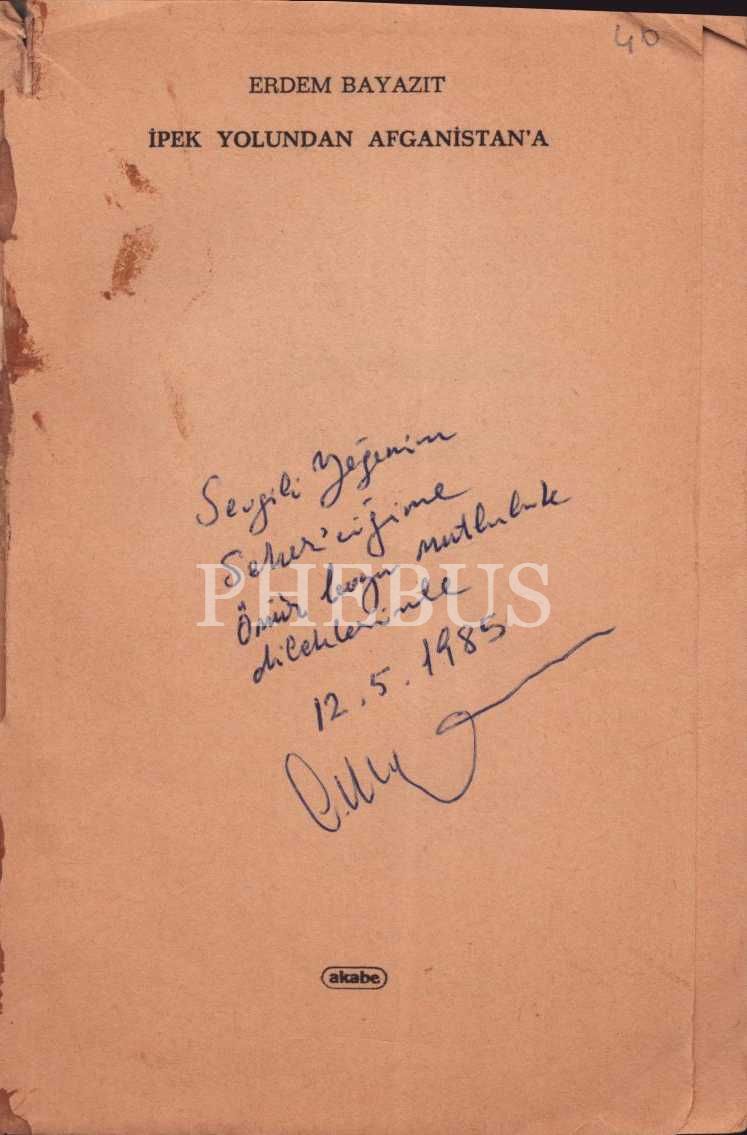 40
ERDEM BAYAZIT
İPEK YOLUNDAN AFGANİSTAN'A
Sevgili Yeğenim
Seher'ciğime
Ömür boyu mutluluk
dileklerimle
PHEBUS
12.5.1985
akabe